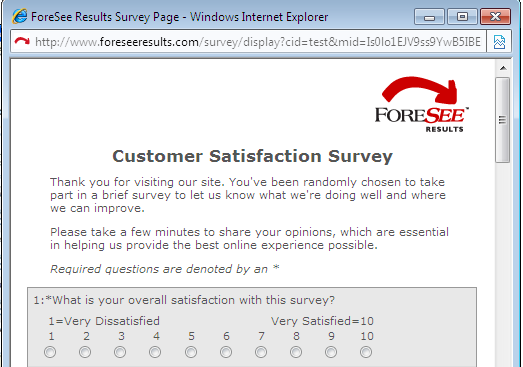 ForeSee Results Survey Page - Windows Internet Explorer
http://www.foreseeresults.com/survey/display?cid=test&mid=Is0Io1EJV9ss9YwB5IBE
FORESEE™
RESULTS
Customer Satisfaction Survey
Thank you for visiting our site. You've been randomly chosen to take
part in a brief survey to let us know what we're doing well and where
we can improve.
Please take a few minutes to share your opinions, which are essential
in helping us provide the best online experience possible.
Required questions are denoted by an *
1:*What is your overall satisfaction with this survey?
1=Very Dissatisfied Very Satisfied=10
1 2 3 4 5 6 7 8 9 10